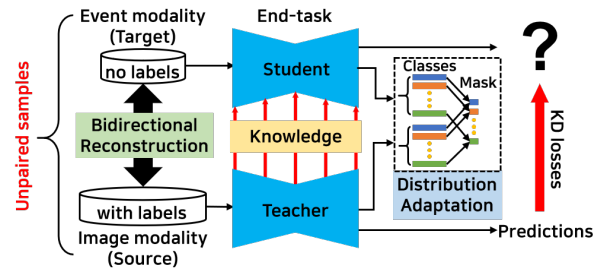 Unpaired samples
Event modality
(Target)
no labels
Bidirectional
Reconstruction
with labels
Image modality
(Source)
End-task
Student
Knowledge
Teacher
Classes
Mask
Distribution
Adaptation
?
KD losses
Predictions